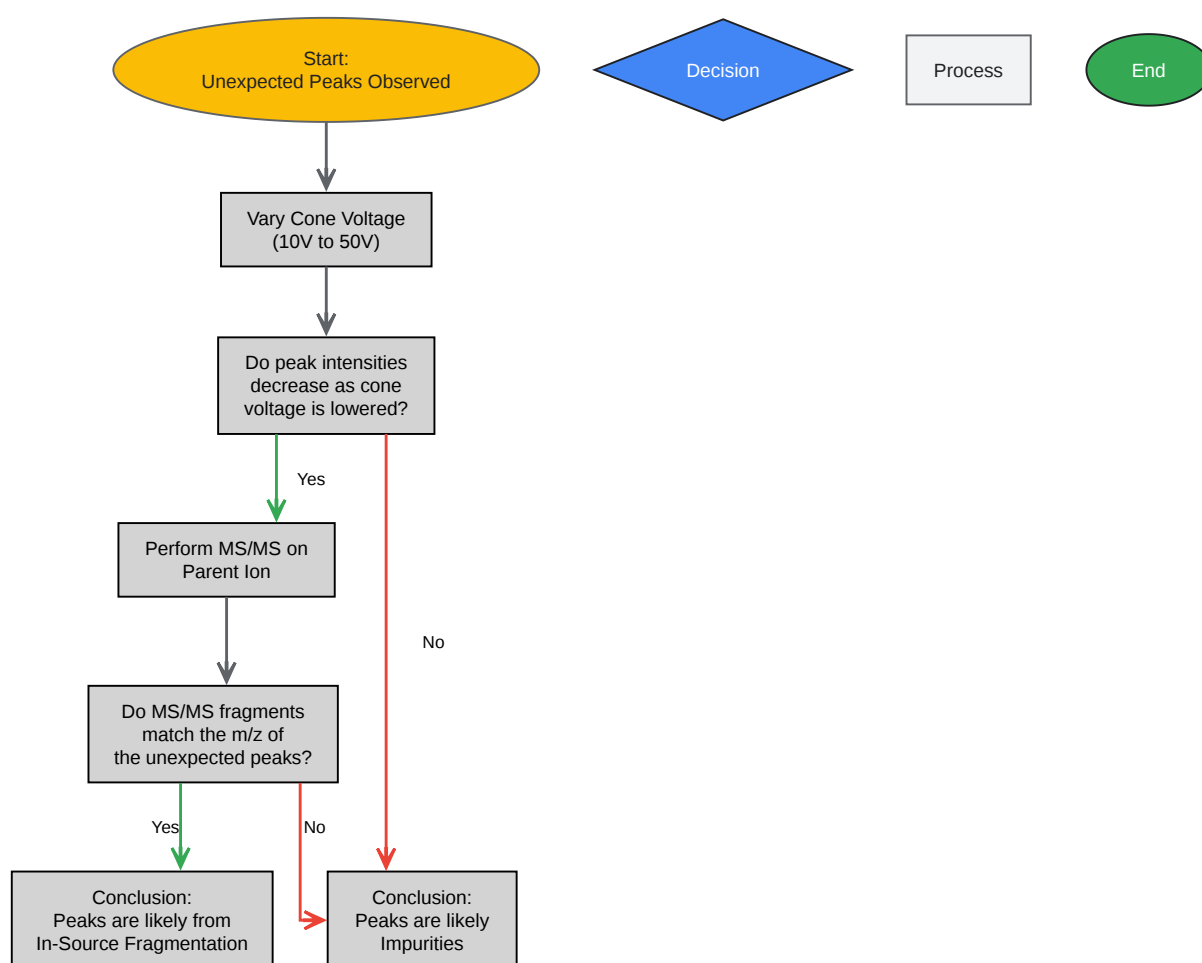 Start:
Unexpected Peaks Observed
Decision
Process
End
Vary Cone Voltage
(10V to 50V)
Do peak intensities
decrease as cone
voltage is lowered?
Yes
Perform MS/MS on
Parent Ion
No
Do MS/MS fragments
match the m/z of
the unexpected peaks?
Yes
No
Conclusion:
Peaks are likely from
In-Source Fragmentation
Conclusion:
Peaks are likely
Impurities